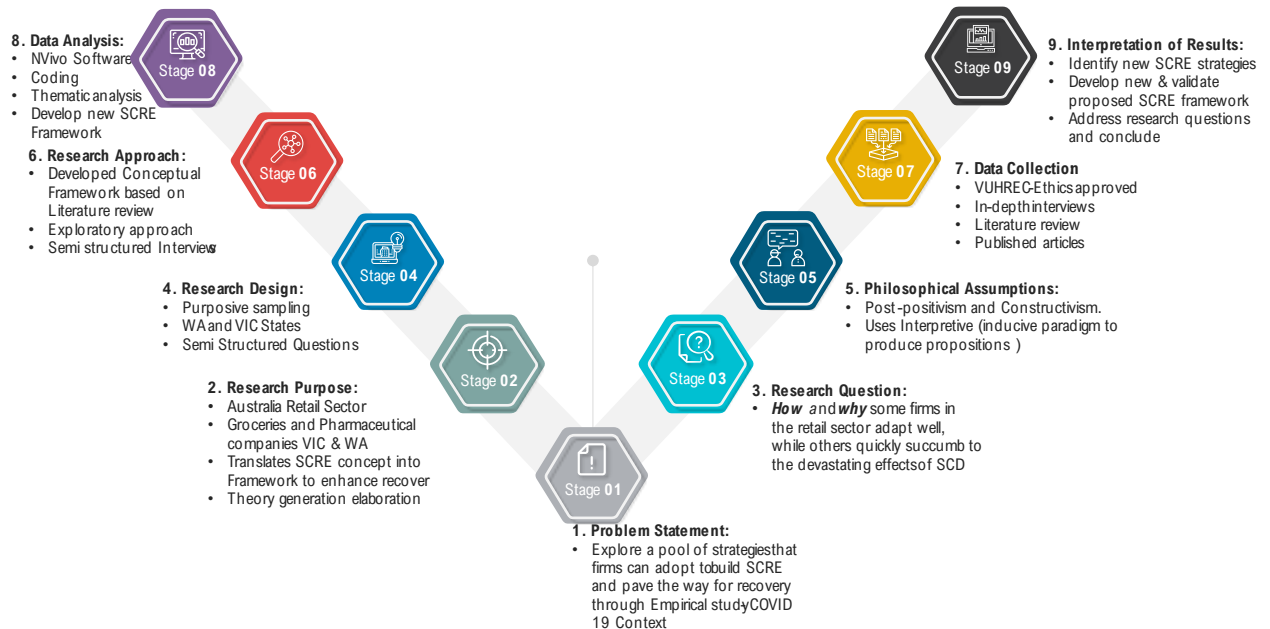 8. Data Analysis:
• NVivo Software
• Coding
• Thematic analysis
• Develop new SCRE
Framework
Stage 08
Stage 09
9. Interpretation of Results:
• Identify new SCRE strategies
• Develop new & validate
proposed SCRE framework
• Address research questions
and conclude
6. Research Approach:
• Developed Conceptual
Framework based on
Literature review
• Exploratory approach
• Semi structured Interviews
Stage 06
Stage 07
7. Data Collection
• VUHREC-Ethics approved
• In-depth interviews
• Literature review
• Published articles
4. Research Design:
• Purposive sampling
• WA and VIC States
• Semi Structured Questions
Stage 04
Stage 05
5. Philosophical Assumptions:
• Post-positivism and Constructivism.
• Uses Interpretive (inducive paradigm to
produce propositions )
2. Research Purpose:
• Australia Retail Sector
• Groceries and Pharmaceutical
companies VIC & WA
• Translates SCRE concept into
Framework to enhance recover
• Theory generation elaboration
Stage 02
Stage 03
3. Research Question:
• How and why some firms in
the retail sector adapt well,
while others quickly succumb to
the devastating effects of SCD
Stage 01
1. Problem Statement:
• Explore a pool of strategies that
firms can adopt to build SCRE
and pave the way for recovery
through Empirical study-COVID
19 Context